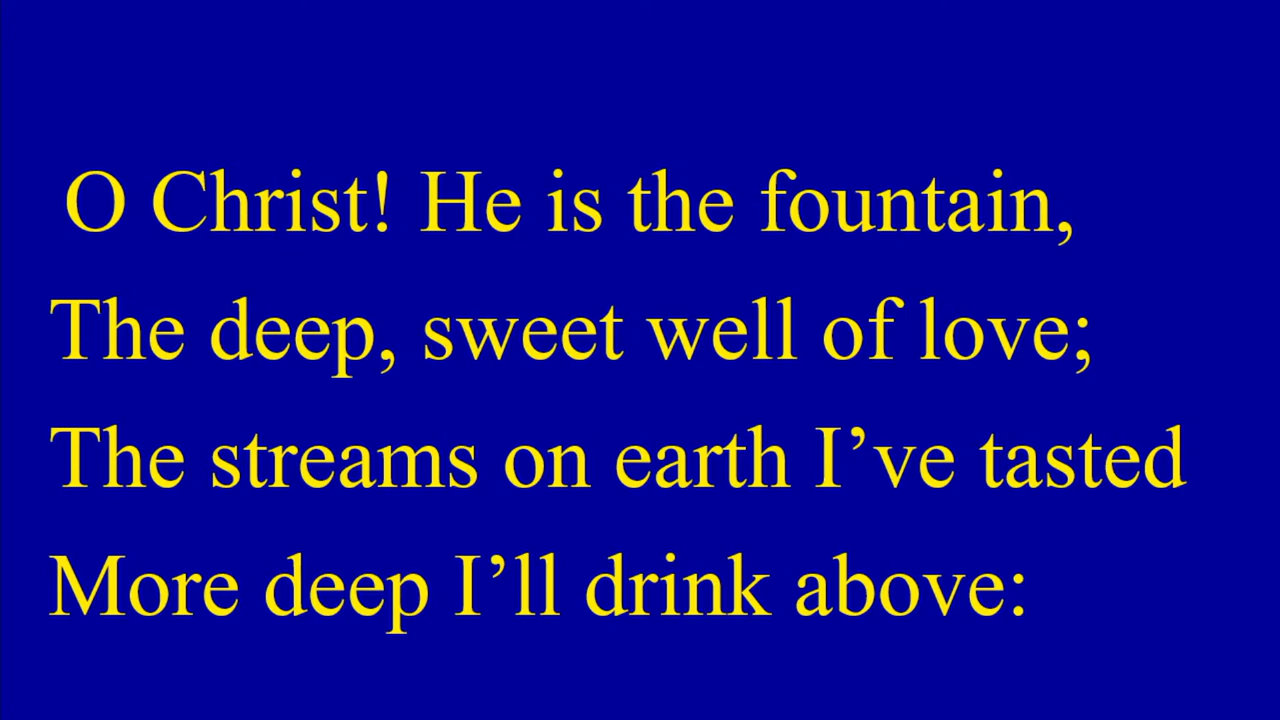 O Christ! He is the fountain,
The deep, sweet well of love;
The streams on earth I’ve tasted
More deep I’ll drink above: